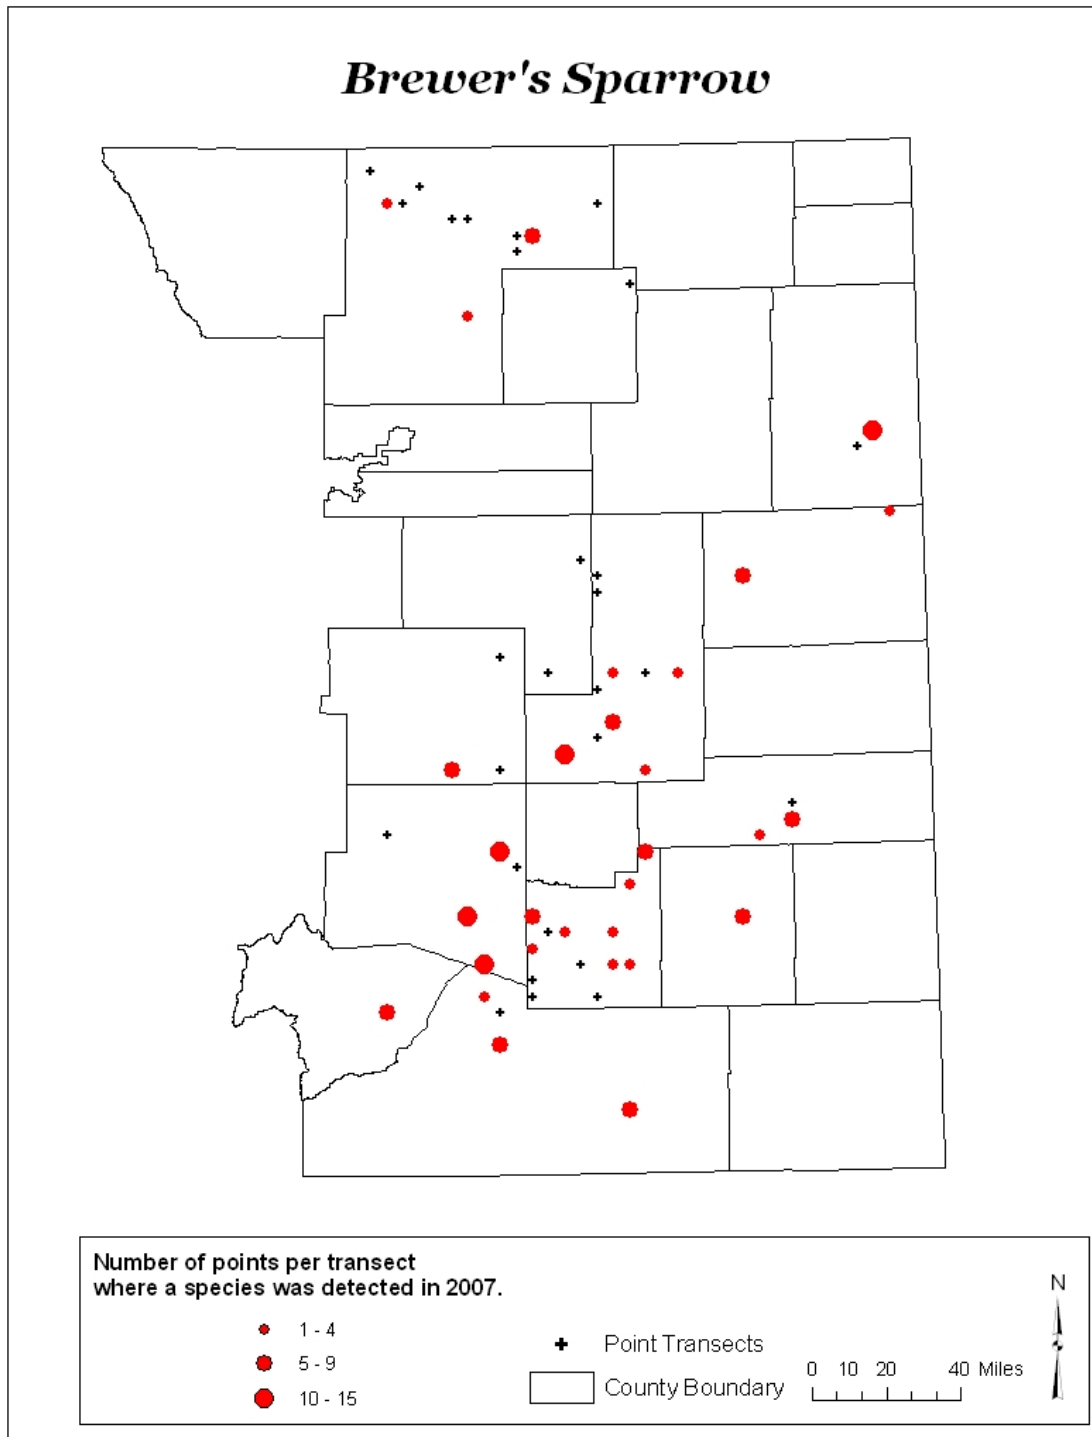 Brewer's Sparrow
Number of points per transect
where a species was detected in 2007.
1 - 4
5 - 9
10 - 15
Point Transects
County Boundary
0 10 20 40 Miles
N